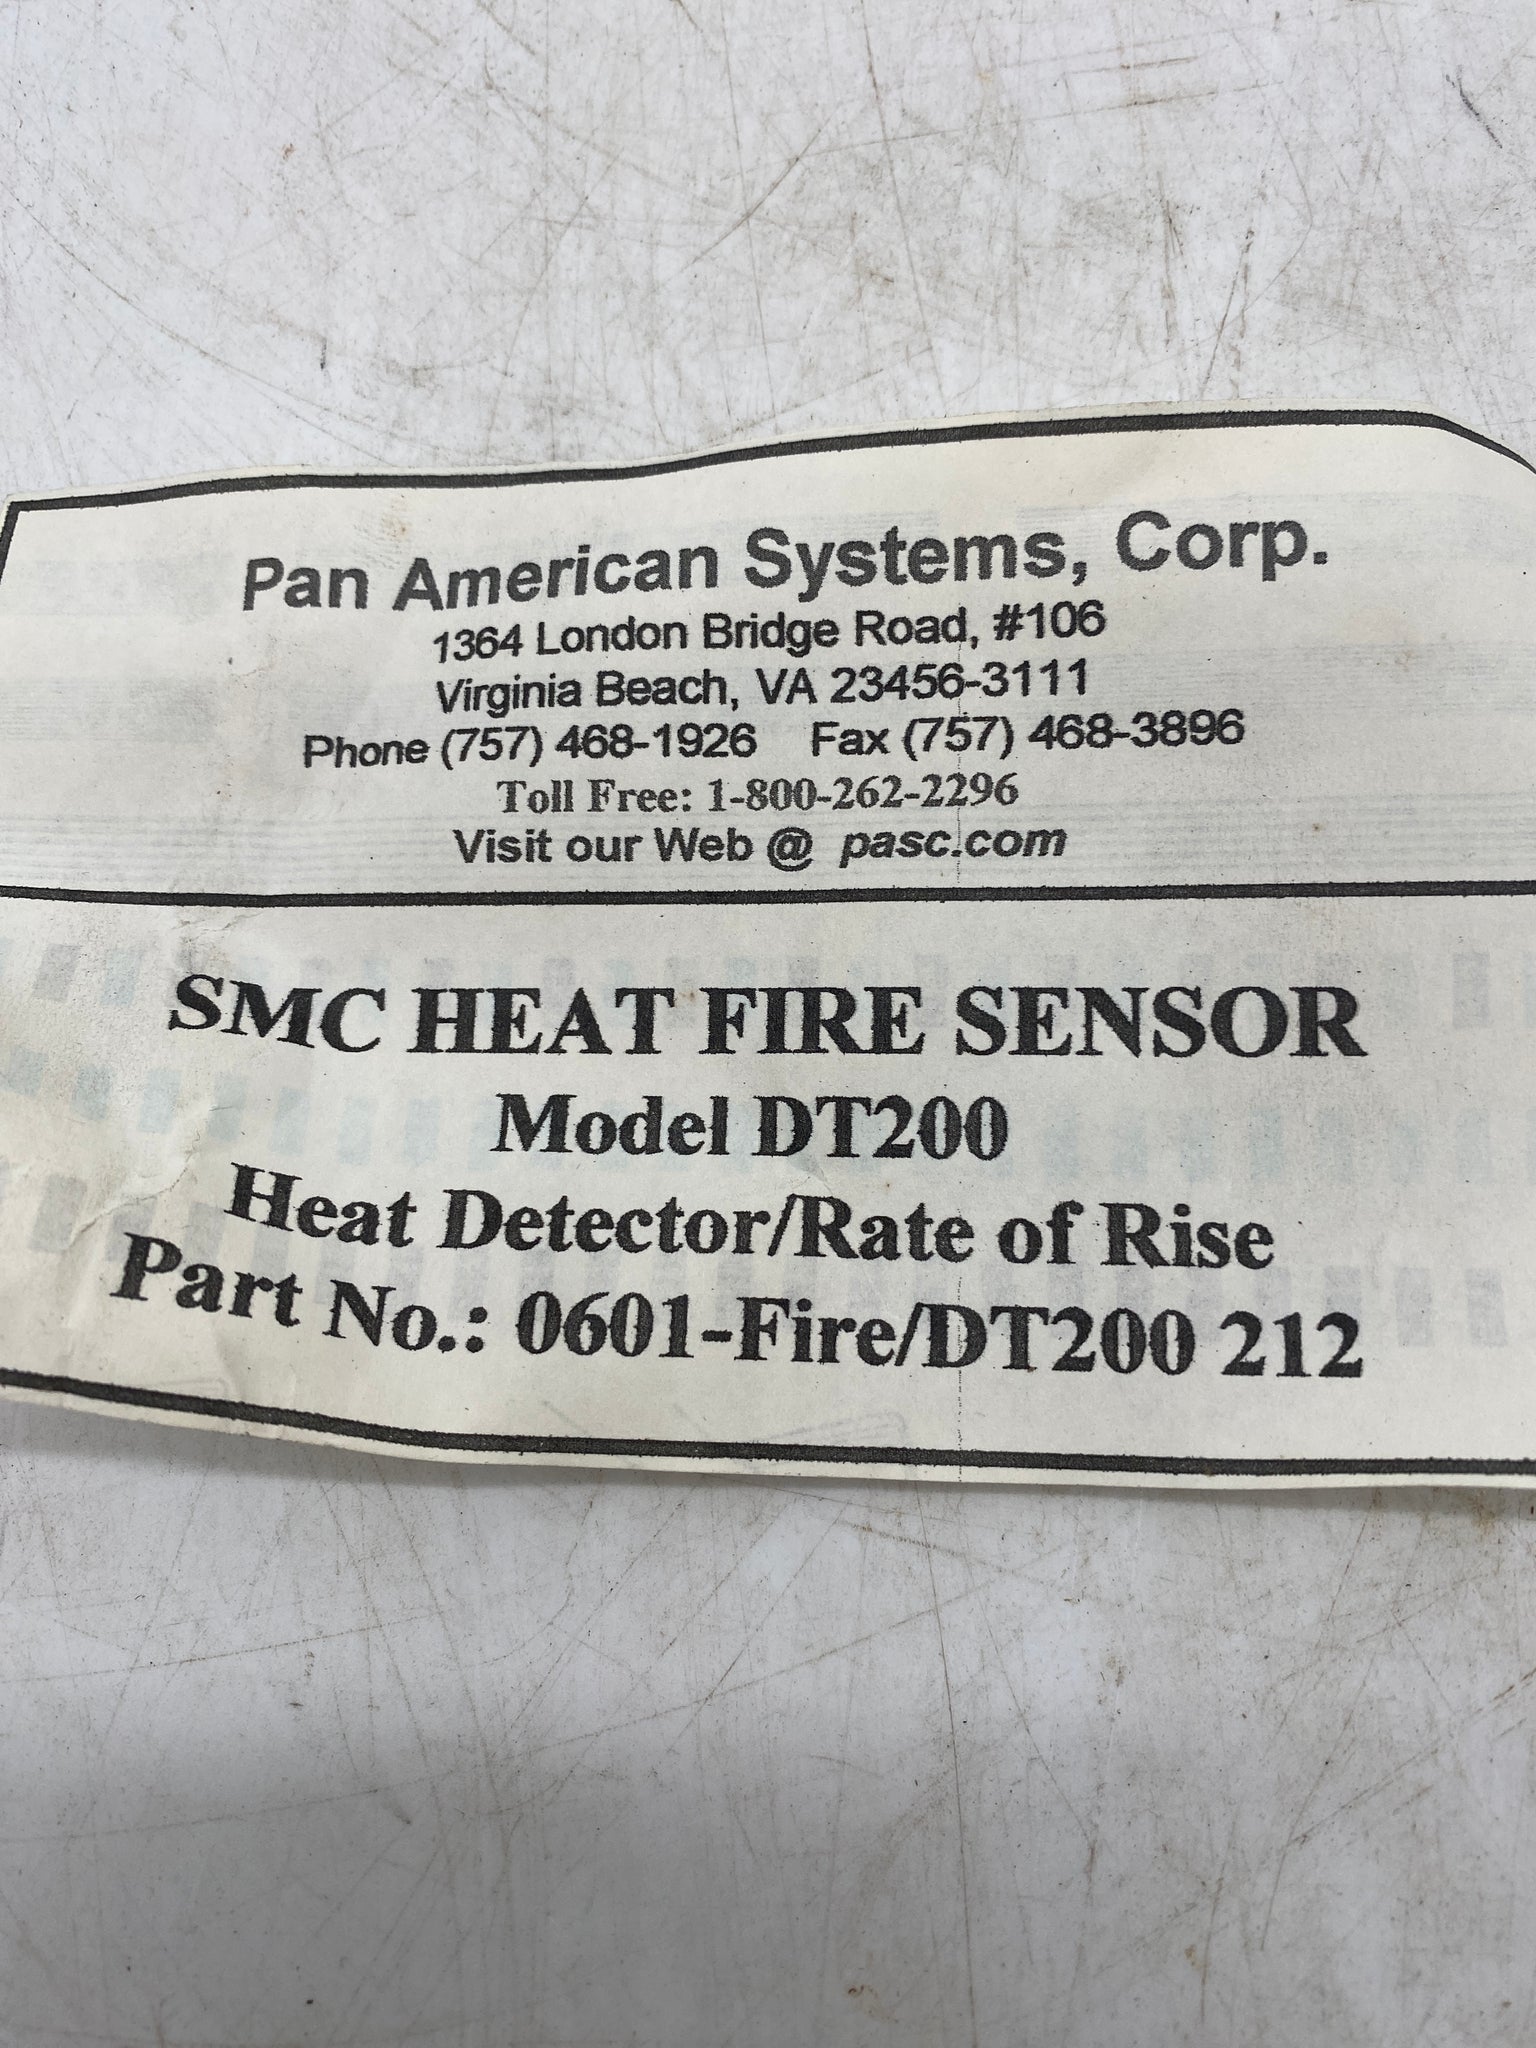 Pan American Systems, Corp.
1364 London Bridge Road, #106
Virginia Beach, VA 23456-3111
Phone (757) 468-1926 Fax (757) 468-3896
Toll Free: 1-800-262-2296
Visit our Web @ pasc.com
SMC HEAT FIRE SENSOR
Model DT200
Heat Detector/Rate of Rise
Part No.: 0601-Fire/DT200 212